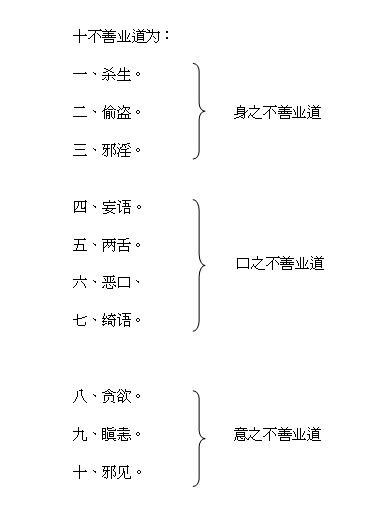 十不善业道为：
一、杀生。
二、偷盗。
三、邪淫。
身之不善业道
四、妄语。
五、两舌。
六、恶口、
七、绮语。
口之不善业道
八、贪欲。
九、瞋恚。
十、邪见。
意之不善业道